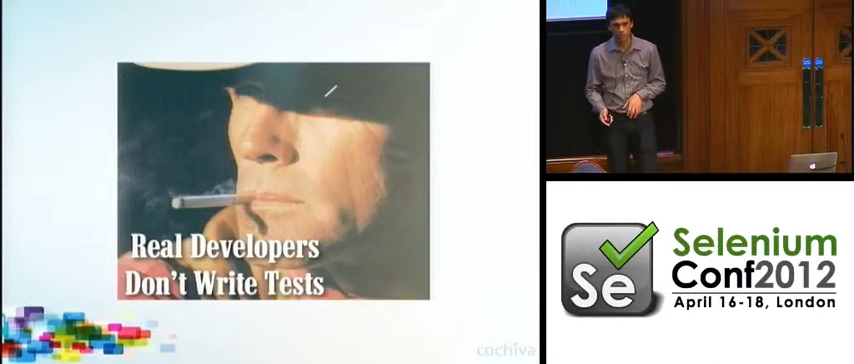 Real Developers
Don't Write Tests
cochiva
Se
Selenium
Conf2012
April 16-18, London